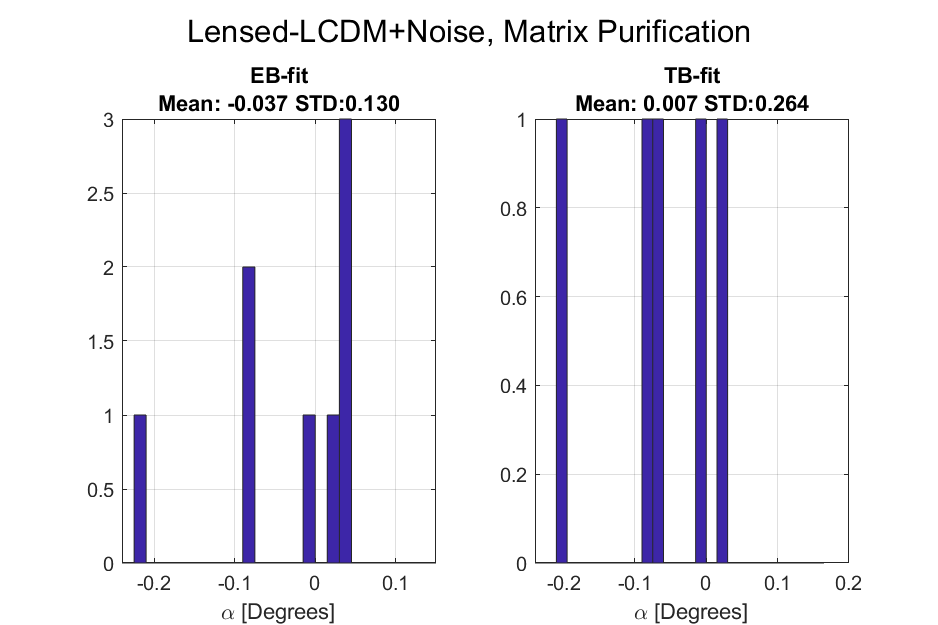 Lensed-LCDM+Noise, Matrix Purification
EB-fit
Mean: -0.037 STD:0.130
3
2.5
2
1.5
1
0.5
0
-0.2 -0.1 0 0.1
α [Degrees]
TB-fit
Mean: 0.007 STD:0.264
1
0.8
0.6
0.4
0.2
0
-0.2 -0.1 0 0.1 0.2
α [Degrees]